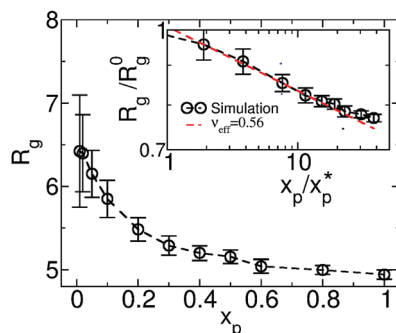 8
7
6
5
R_g
0
0.2
0.4
0.6
0.8
1
x_p
1
0.7
R_g/R_g^0
Simulation
ν_eff=0.56
1
10
x_p/x_p^*